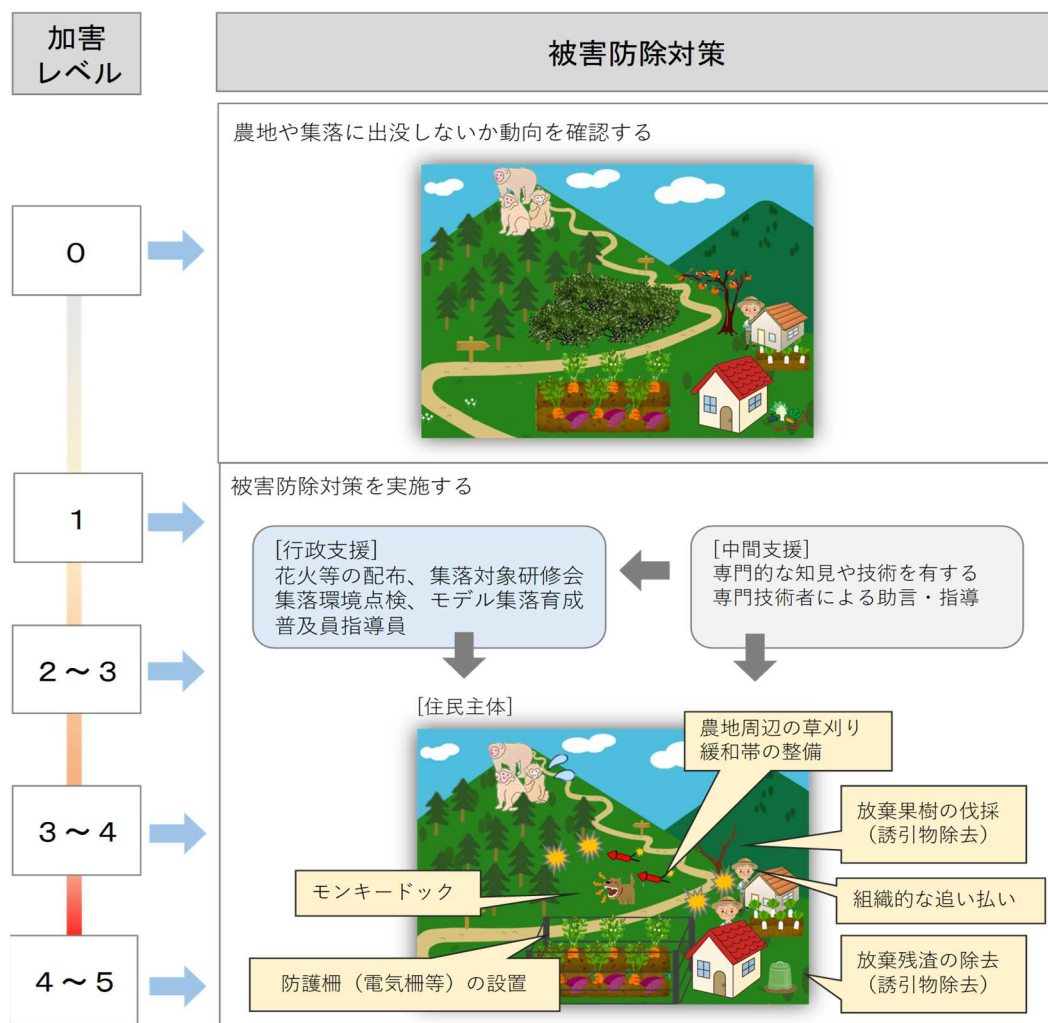 加害
レベル
被害防除対策
0
農地や集落に出没しないか動向を確認する
1
被害防除対策を実施する
[行政支援]
花火等の配布、集落対象研修会
集落環境点検、モデル集落育成
普及員指導員
[中間支援]
専門的な知見や技術を有する
専門技術者による助言・指導
2～3
[住民主体]
農地周辺の草刈り
緩和帯の整備
3～4
放棄果樹の伐採
（誘引物除去）
モンキードック
組織的な追い払い
4～5
防護柵（電気柵等）の設置
放棄残渣の除去
（誘引物除去）